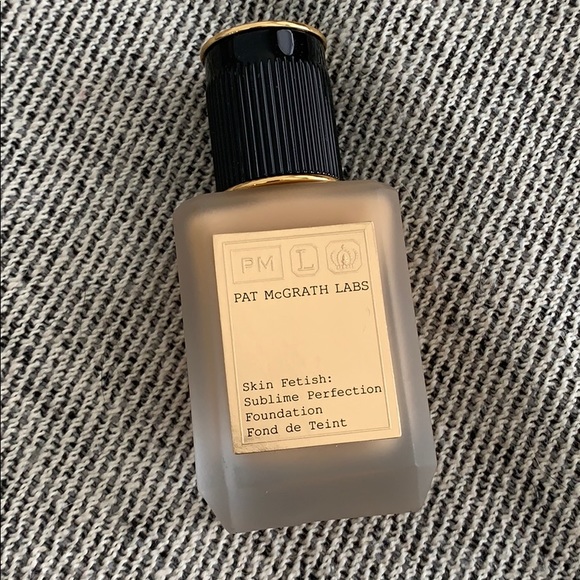 PM L
PAT McGRATH LABS
Skin Fetish:
Sublime Perfection
Foundation
Fond de Teint